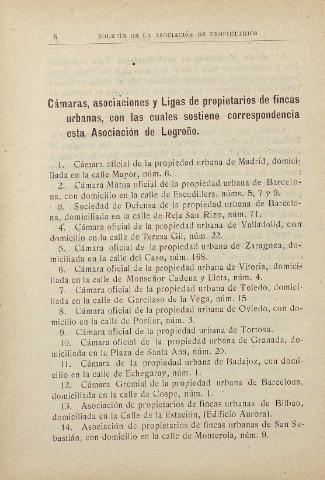 6 BOLETÍN DE LA ASOCIACIÓN DE PROPIETARIOS
Cámaras, asociaciones y Ligas de propietarios de fincas
urbanas, con las cuales sostiene correspondencia
esta Asociación de Logroño.
1. Cámara oficial de la propiedad urbana de Madrid, domici-
liada en la calle Mayor, núm. 6.
2. Cámara Mútua oficial de la propiedad urbana de Barcelo-
na, con domicilio en la calle de Escudillers, núms. 5, 7 y 9.
3. Sociedad de Defensa de la propiedad urbana de Barcelo-
na, domiciliada en la calle de Reja San Rizo, núm. 71.
4. Cámara oficial de la propiedad urbana de Valladolid, con
domicilio en la calle de Teresa Gil, núm. 22.
5. Cámara oficial de la propiedad urbana de Zaragoza, do-
miciliada en la calle del Caso, núm. 168.
6. Cámara oficial de la propiedad urbana de Vitoria, domici-
liada en la calle de Monseñor Cadena y Eleta, núm. 4.
7. Cámara oficial de la propiedad urbana de Toledo, domici-
liada en la calle de Garcilaso de la Vega, núm. 15.
8. Cámara oficial de la propiedad urbana de Oviedo, con do-
micilio en la calle de Porlier, núm. 3.
9. Cámara oficial de la propiedad urbana de Tortosa.
10. Cámara oficial de la propiedad urbana de Granada, do-
miciliada en la Plaza de Santa Ana, núm. 20.
11. Cámara de la propiedad urbana de Badajoz, con domi-
cilio en la calle de Echegaray, núm. 1.
12. Cámara Gremial de la propiedad urbana de Barcelona,
domiciliada en la calle de Cospe, núm. 1.
13. Asociación de propietarios de fincas urbanas de Bilbao,
domiciliada en la Calle de la Estación, (Edificio Aurora).
14. Asociación de propietarios de fincas urbanas de San Se-
bastián, con domicilio en la calle de Monterola, núm. 9.